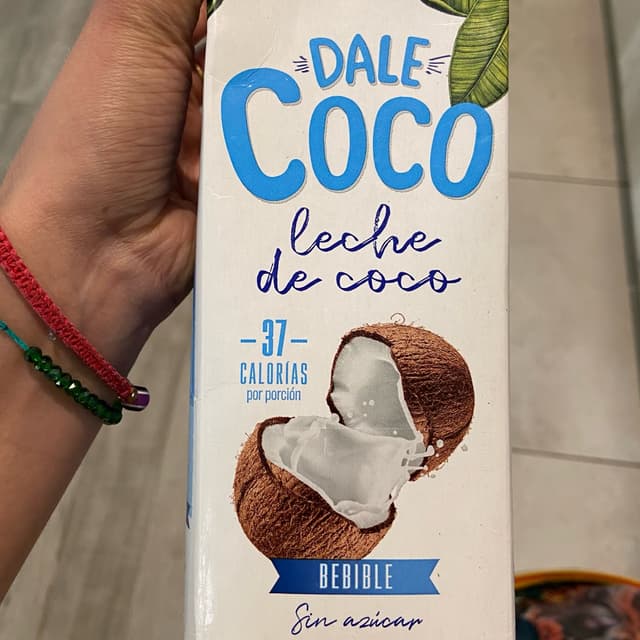 DALE
COCO
leche
de coco
37
CALORÍAS
por porción
BEBIBLE
Sin azúcar